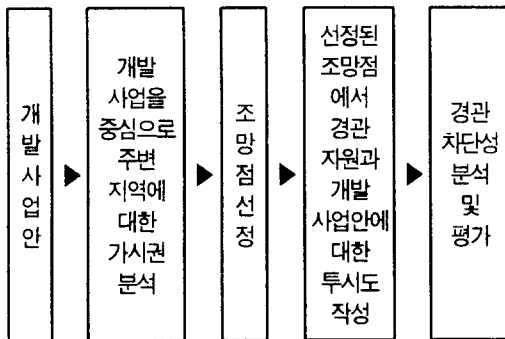 개발사업안
개발
사업을
중심으로
주변
지역에
대한
가시권
분석
조망점선정
선정된
조망점
에서
경관
자원과
개발
사업안에
대한
투시도
작성
경관
차단성
분석
및
평가